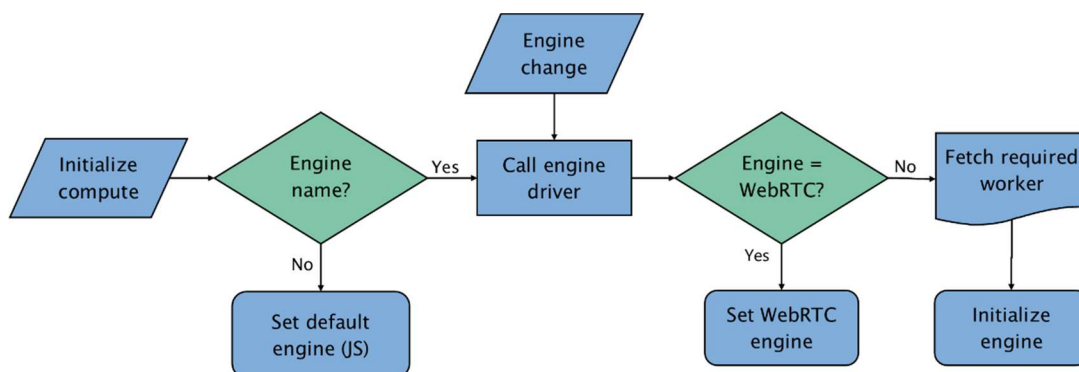 Engine
change
Initialize
compute
Engine
name?
Yes
Call engine
driver
Engine =
WebRTC?
No
Fetch required
worker
No
Yes
Set default
engine (JS)
Set WebRTC
engine
Initialize
engine